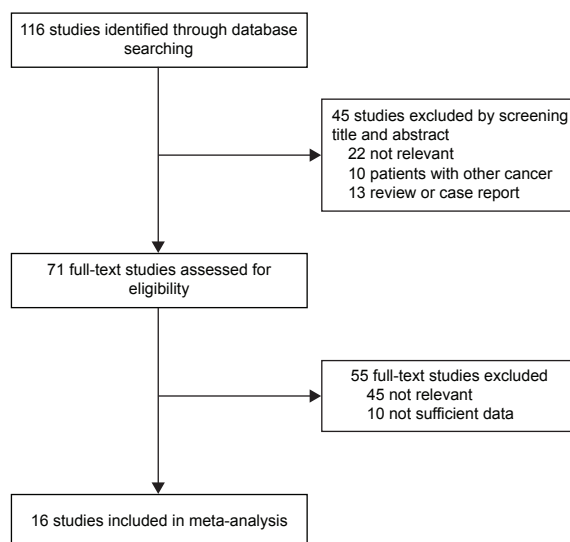 116 studies identified through database
searching
45 studies excluded by screening
title and abstract
22 not relevant
10 patients with other cancer
13 review or case report
71 full-text studies assessed for
eligibility
55 full-text studies excluded
45 not relevant
10 not sufficient data
16 studies included in meta-analysis